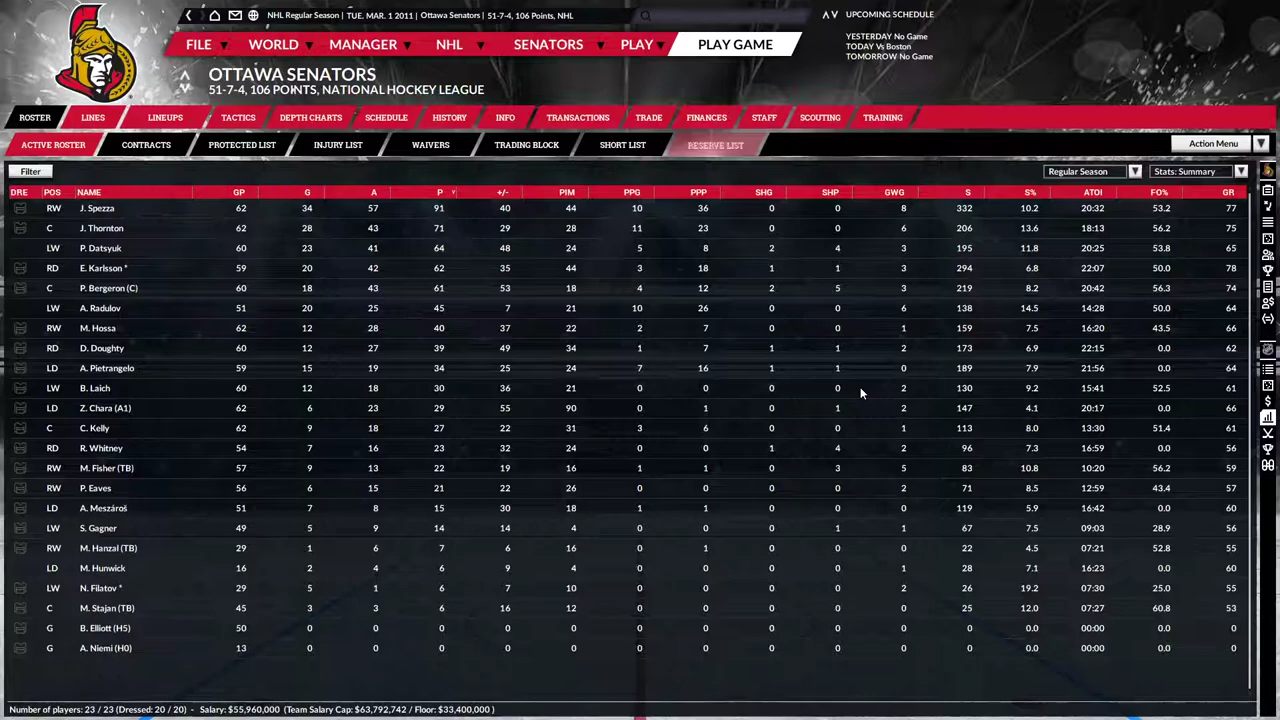 NHL Regular Season | TUE. MAR. 1 2011 | Ottawa Senators | 51-7-4, 106 Points, NHL
UPCOMING SCHEDULE
YESTERDAY No Game
TODAY Vs Boston
TOMORROW No Game
FILE WORLD MANAGER NHL SENATORS PLAY PLAY GAME
OTTAWA SENATORS
51-7-4, 106 POINTS, NATIONAL HOCKEY LEAGUE
ROSTER LINES LINEUPS TACTICS DEPTH CHARTS SCHEDULE HISTORY INFO TRANSACTIONS TRADE FINANCES STAFF SCOUTING TRAINING
ACTIVE ROSTER CONTRACTS PROTECTED LIST INJURY LIST WAIVERS TRADING BLOCK SHORT LIST RESERVE LIST Action Menu
Filter Regular Season Stats: Summary
DRE POS NAME GP G A P +/- PIM PPG PPP SHG SHP GWG S S% ATOI FO% GR
RW J. Spezza 62 34 57 91 40 44 10 36 0 0 8 332 10.2 20:32 53.2 77
C J. Thornton 62 28 43 71 29 28 11 23 0 0 6 206 13.6 18:13 56.2 75
LW P. Datsyuk 60 23 41 64 48 24 5 8 2 4 3 195 11.8 20:25 53.8 65
RD E. Karlsson * 59 20 42 62 35 44 3 18 1 1 3 294 6.8 22:07 50.0 78
C P. Bergeron (C) 60 18 43 61 53 18 4 12 2 5 3 219 8.2 20:42 56.3 74
LW A. Radulov 51 20 25 45 7 21 10 26 0 0 6 138 14.5 14:28 50.0 64
RW M. Hossa 62 12 28 40 37 22 2 7 0 0 1 159 7.5 16:20 43.5 66
RD D. Doughty 60 12 27 39 49 34 1 7 1 1 2 173 6.9 22:15 0.0 62
LD A. Pietrangelo 59 15 19 34 25 24 7 16 1 1 0 189 7.9 21:56 0.0 64
LW B. Laich 60 12 18 30 36 21 0 0 0 0 2 130 9.2 15:41 52.5 61
LD Z. Chara (A1) 62 6 23 29 55 90 0 1 0 1 2 147 4.1 20:17 0.0 66
C C. Kelly 62 9 18 27 22 31 3 6 0 0 1 113 8.0 13:30 51.4 61
RD R. Whitney 54 7 16 23 32 24 0 0 1 4 2 96 7.3 16:59 0.0 56
RW M. Fisher (TB) 57 9 13 22 19 16 1 1 0 3 5 83 10.8 10:20 56.2 59
RW P. Eaves 56 6 15 21 22 26 0 0 0 0 2 71 8.5 12:59 43.4 57
LD A. Meszároš 51 7 8 15 30 18 1 1 0 0 2 119 5.9 16:42 0.0 60
LW S. Gagner 49 5 9 14 14 4 0 0 0 1 1 67 7.5 09:03 28.9 56
RW M. Hanzal (TB) 29 1 6 7 6 16 0 1 0 0 0 22 4.5 07:21 52.8 55
LD M. Hunwick 16 2 4 6 9 4 0 0 0 0 1 28 7.1 16:23 0.0 60
LW N. Filatov * 29 5 1 6 7 10 0 0 0 0 2 26 19.2 07:30 25.0 55
C M. Stajan (TB) 45 3 3 6 16 12 0 0 0 0 0 25 12.0 07:27 60.8 53
G B. Elliott (H5) 50 0 0 0 0 0 0 0 0 0 0 0 0.0 00:00 0.0 0
G A. Niemi (H0) 13 0 0 0 0 0 0 0 0 0 0 0 0.0 00:00 0.0 0
Number of players: 23 / 23 (Dressed: 20 / 20) - Salary: $55,960,000 (Team Salary Cap: $63,792,742 / Floor: $33,400,000 )